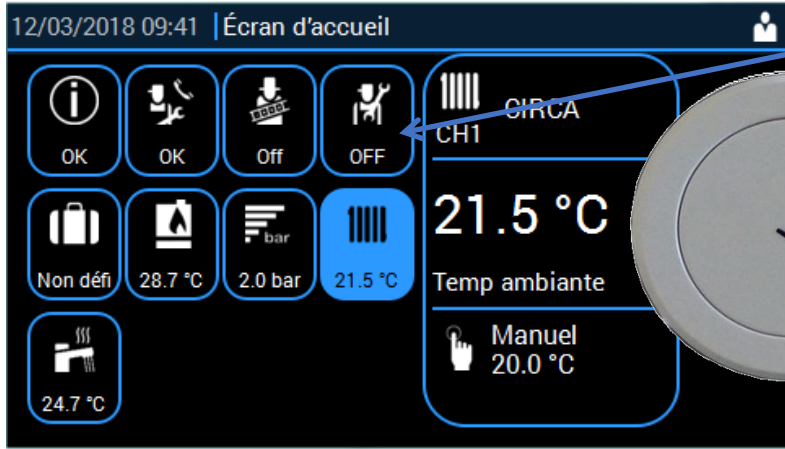 12/03/2018 09:41 | Écran d'accueil
OK
OK
Off
OFF
CIRCA
CH1
21.5 °C
Temp ambiante
Manuel
20.0 °C
Non défi
28.7 °C
bar
2.0 bar
21.5 °C
24.7 °C